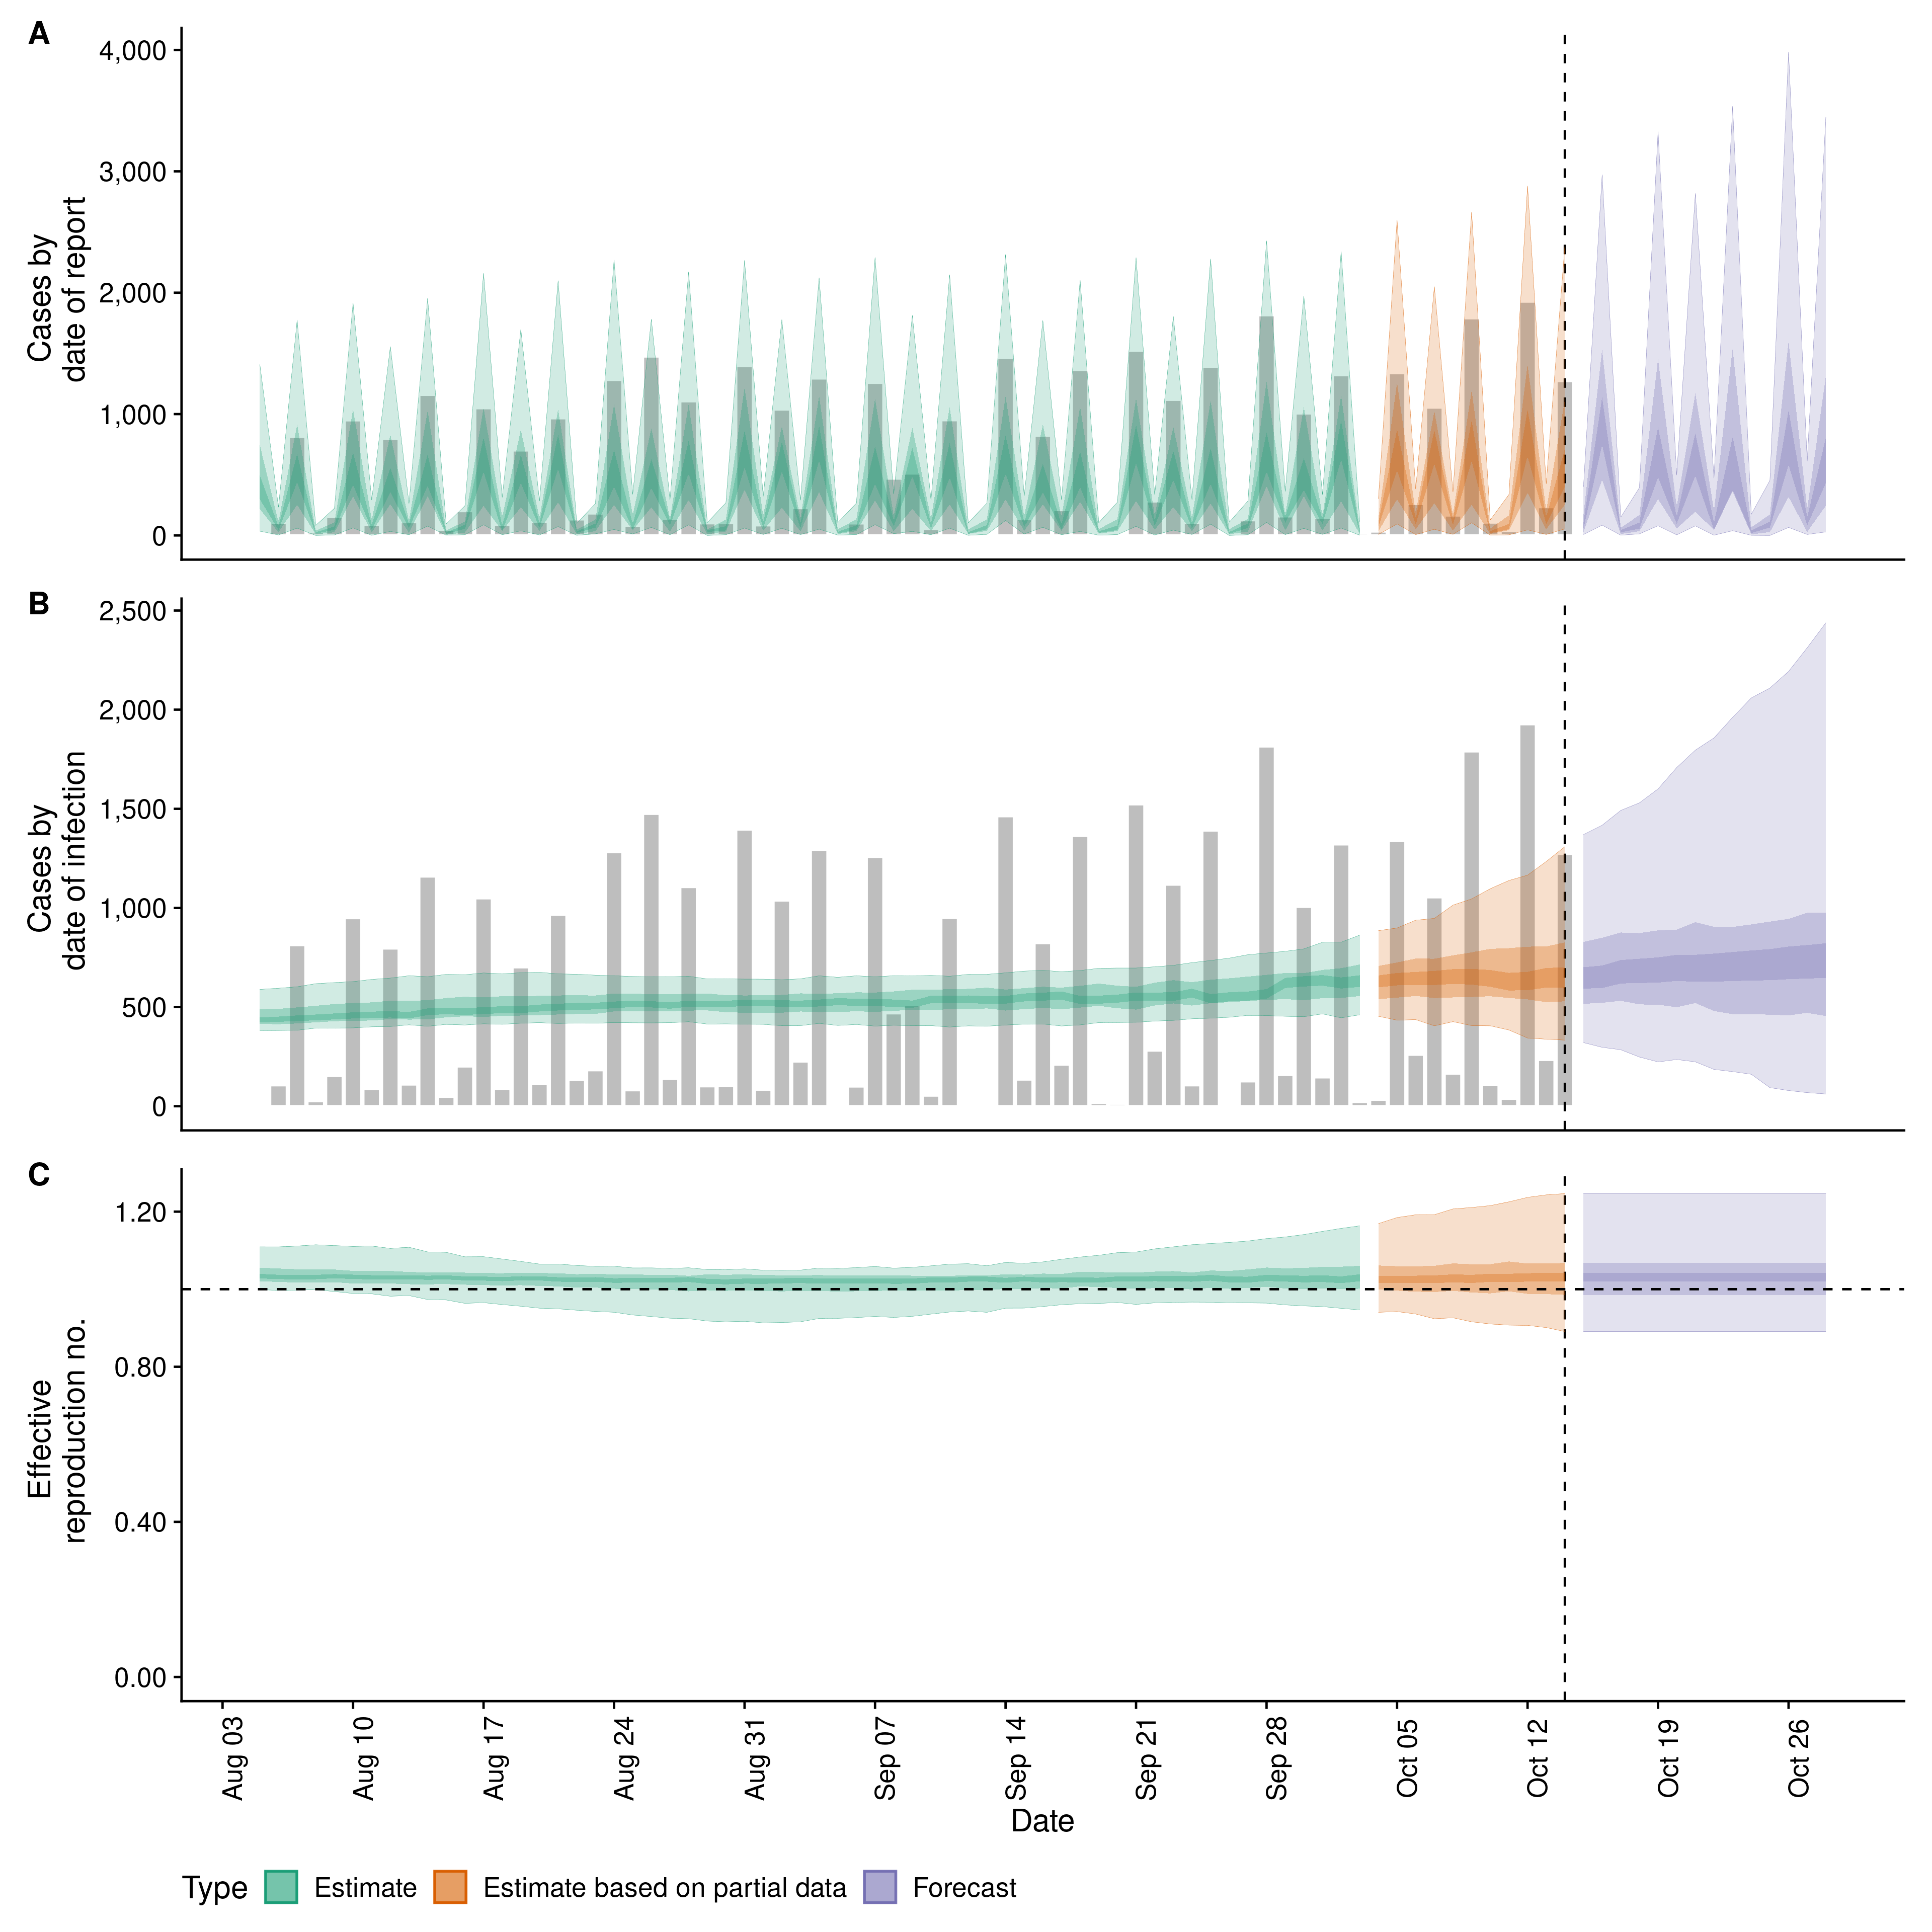 A
4,000
3,000
2,000
1,000
0
Cases by
date of report
B
2,500
2,000
1,500
1,000
500
0
Cases by
date of infection
C
1.20
0.80
0.40
0.00
Effective
reproduction no.
Aug 03
Aug 10
Aug 17
Aug 24
Aug 31
Sep 07
Sep 14
Sep 21
Sep 28
Oct 05
Oct 12
Oct 19
Oct 26
Date
Type Estimate Estimate based on partial data Forecast